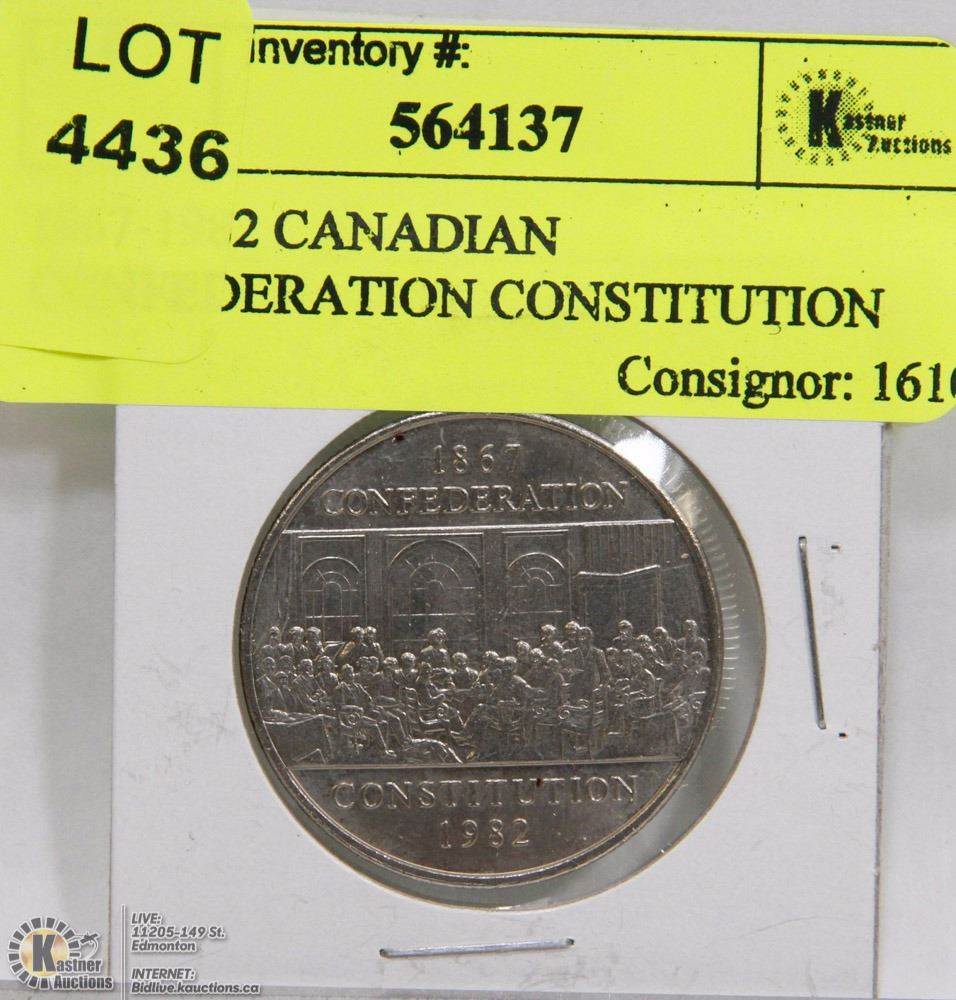 LOT
4436
Inventory #:
564137
Kastner
Auctions
2 CANADIAN
DERATION CONSTITUTION
Consignor: 161
1867
CONFEDERATION
CONSTITUTION
1982
Kastner
Auctions
LIVE:
11205-149 St.
Edmonton
INTERNET:
Bidlive.kauctions.ca